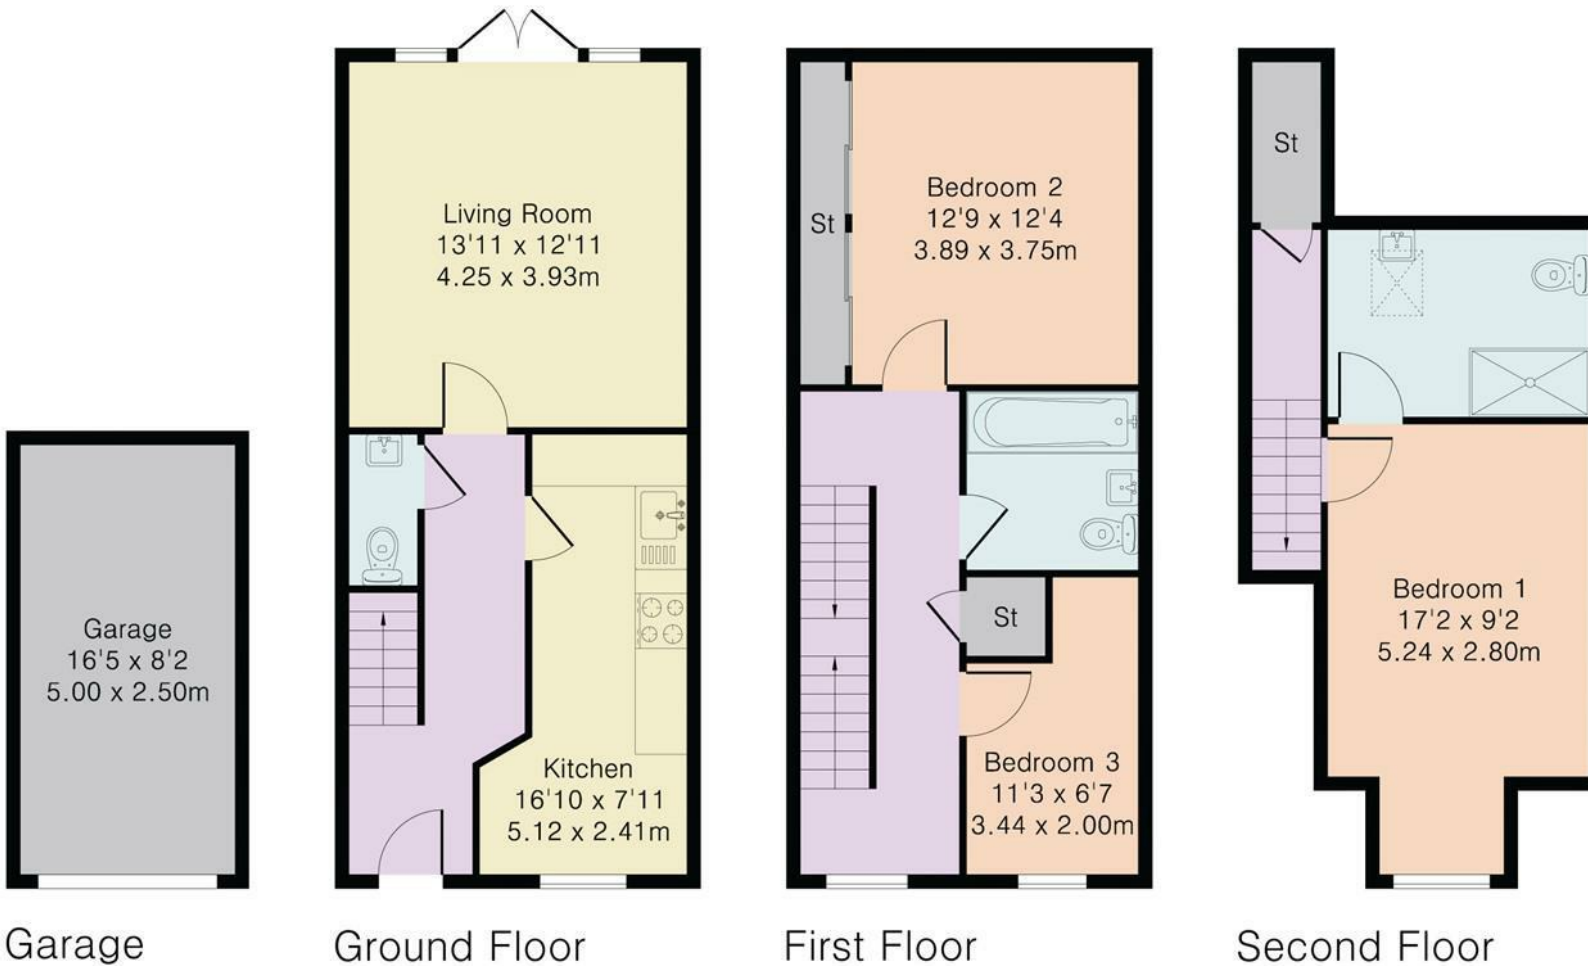 Garage
16'5 x 8'2
5.00 x 2.50m
Garage
Living Room
13'11 x 12'11
4.25 x 3.93m
Kitchen
16'10 x 7'11
5.12 x 2.41m
Ground Floor
St
Bedroom 2
12'9 x 12'4
3.89 x 3.75m
St
Bedroom 3
11'3 x 6'7
3.44 x 2.00m
First Floor
St
Bedroom 1
17'2 x 9'2
5.24 x 2.80m
Second Floor